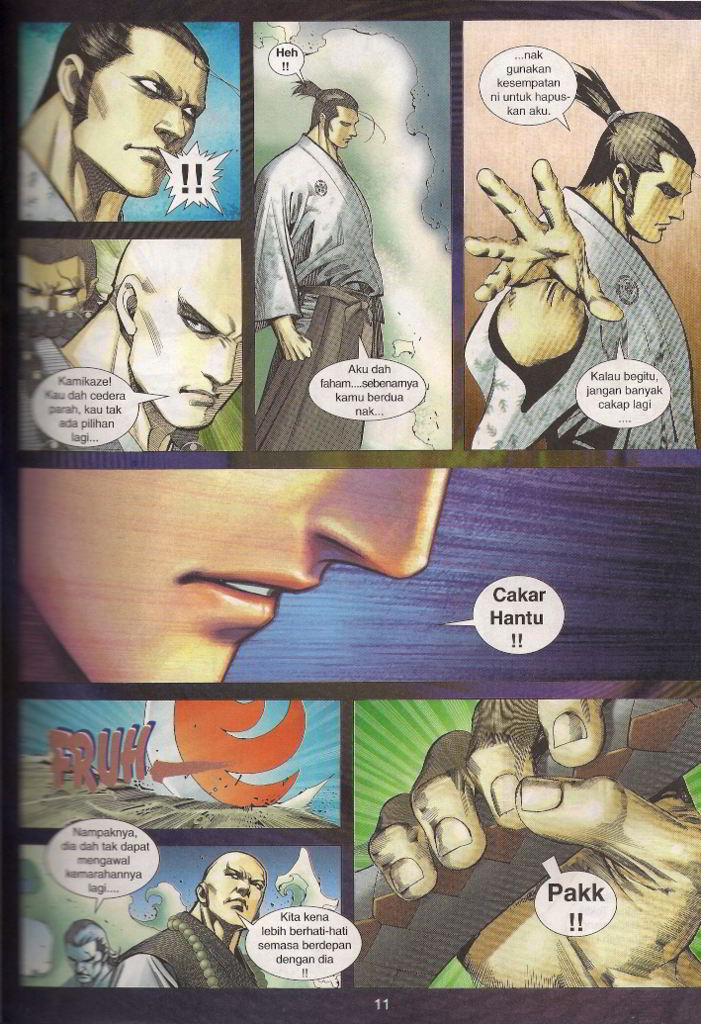 !!
Kamikaze!
Kau dah cedera
parah, kau tak
ada pilihan
lagi...
Heh
!!
Aku dah
faham....sebenarnya
kamu berdua
nak...
...nak
gunakan
kesempatan
ni untuk hapus-
kan aku.
Kalau begitu,
jangan banyak
cakap lagi
....
Cakar
Hantu
!!
FRUH
Nampaknya,
dia dah tak dapat
mengawal
kemarahannya
lagi....
Kita kena
lebih berhati-hati
semasa berdepan
dengan dia
!!
Pakk
!!
11